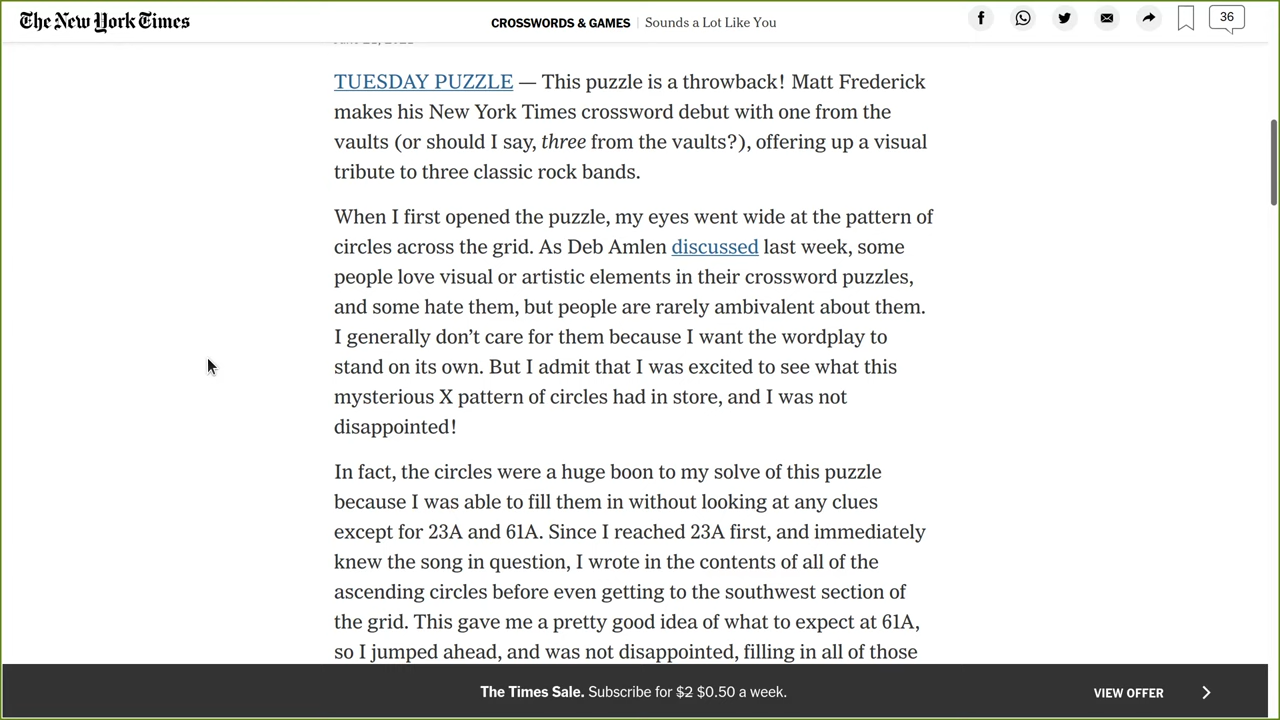 The New York Times
CROSSWORDS & GAMES | Sounds a Lot Like You
36
TUESDAY PUZZLE — This puzzle is a throwback! Matt Frederick
makes his New York Times crossword debut with one from the
vaults (or should I say, three from the vaults?), offering up a visual
tribute to three classic rock bands.
When I first opened the puzzle, my eyes went wide at the pattern of
circles across the grid. As Deb Amlen discussed last week, some
people love visual or artistic elements in their crossword puzzles,
and some hate them, but people are rarely ambivalent about them.
I generally don’t care for them because I want the wordplay to
stand on its own. But I admit that I was excited to see what this
mysterious X pattern of circles had in store, and I was not
disappointed!
In fact, the circles were a huge boon to my solve of this puzzle
because I was able to fill them in without looking at any clues
except for 23A and 61A. Since I reached 23A first, and immediately
knew the song in question, I wrote in the contents of all of the
ascending circles before even getting to the southwest section of
the grid. This gave me a pretty good idea of what to expect at 61A,
so I jumped ahead, and was not disappointed, filling in all of those
The Times Sale. Subscribe for $2 $0.50 a week.
VIEW OFFER